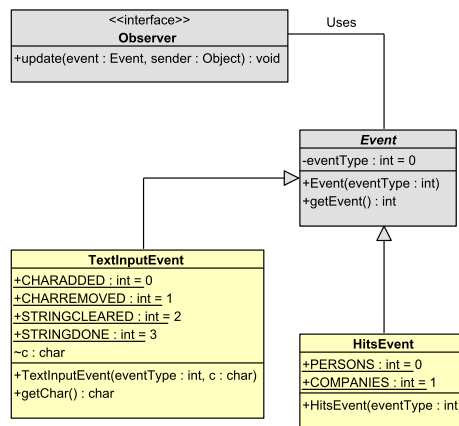 <<interface>>
Observer
+update(event : Event, sender : Object) : void
Uses
Event
-eventType : int = 0
+Event(eventType : int)
+getEvent() : int
TextInputEvent
+CHARADDED : int = 0
+CHARREMOVED : int = 1
+STRINGCLEARED : int = 2
+STRINGDONE : int = 3
~c : char
+TextInputEvent(eventType : int, c : char)
+getChar() : char
HitsEvent
+PERSONS : int = 0
+COMPANIES : int = 1
+HitsEvent(eventType : int